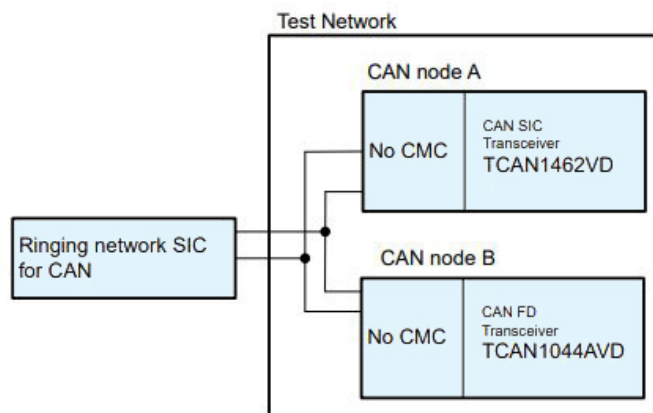 Test Network
CAN node A
No CMC
CAN SIC
Transceiver
TCAN1462VD
Ringing network SIC
for CAN
CAN node B
No CMC
CAN FD
Transceiver
TCAN1044AVD